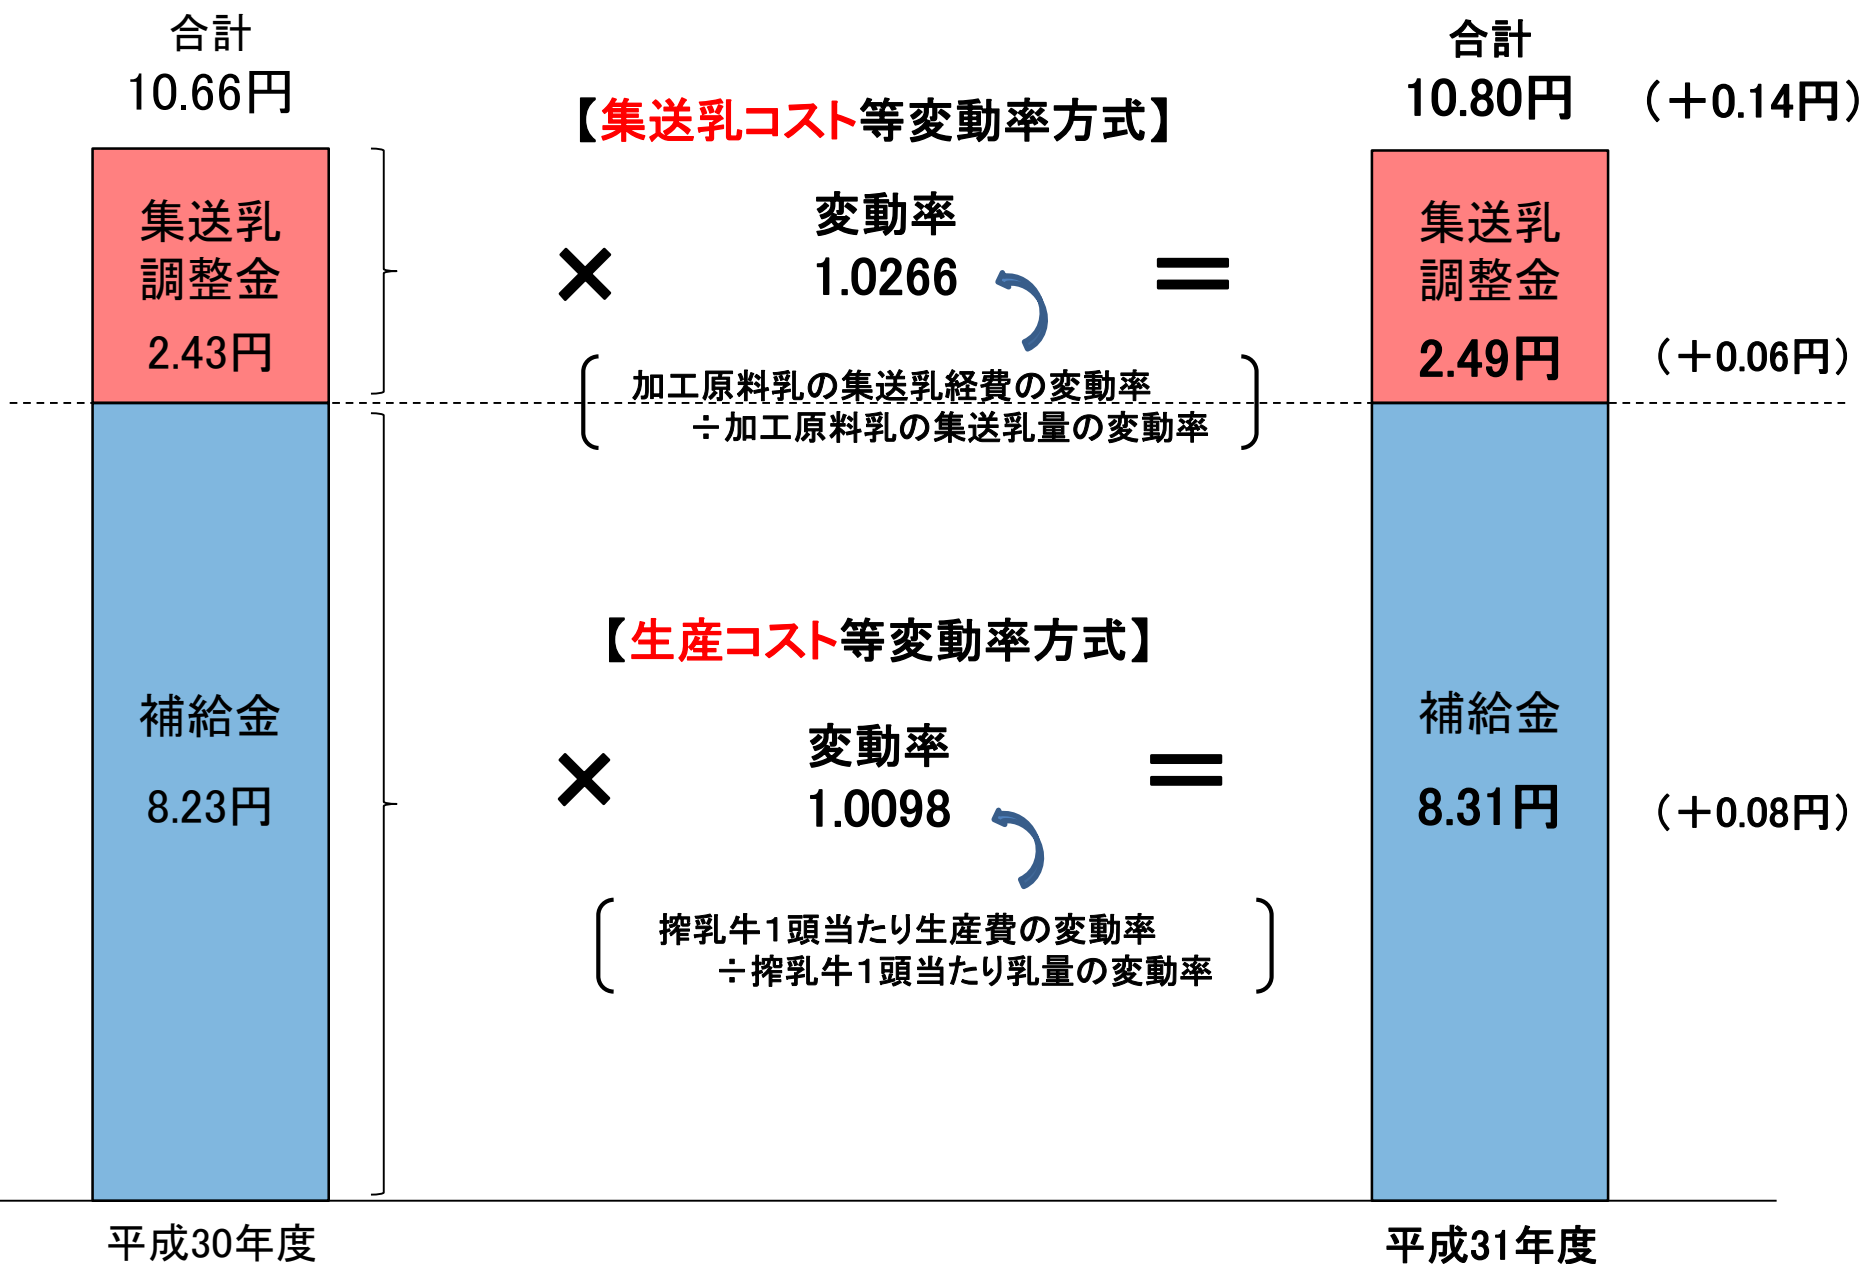 合計
10.66円
集送乳
調整金
2.43円
補給金
8.23円
平成30年度
【集送乳コスト等変動率方式】
変動率
× 1.0266 ＝
加工原料乳の集送乳経費の変動率
÷加工原料乳の集送乳量の変動率
【生産コスト等変動率方式】
変動率
× 1.0098 ＝
搾乳牛１頭当たり生産費の変動率
÷搾乳牛１頭当たり乳量の変動率
合計
10.80円 （＋0.14円）
集送乳
調整金
2.49円 （＋0.06円）
補給金
8.31円 （＋0.08円）
平成31年度